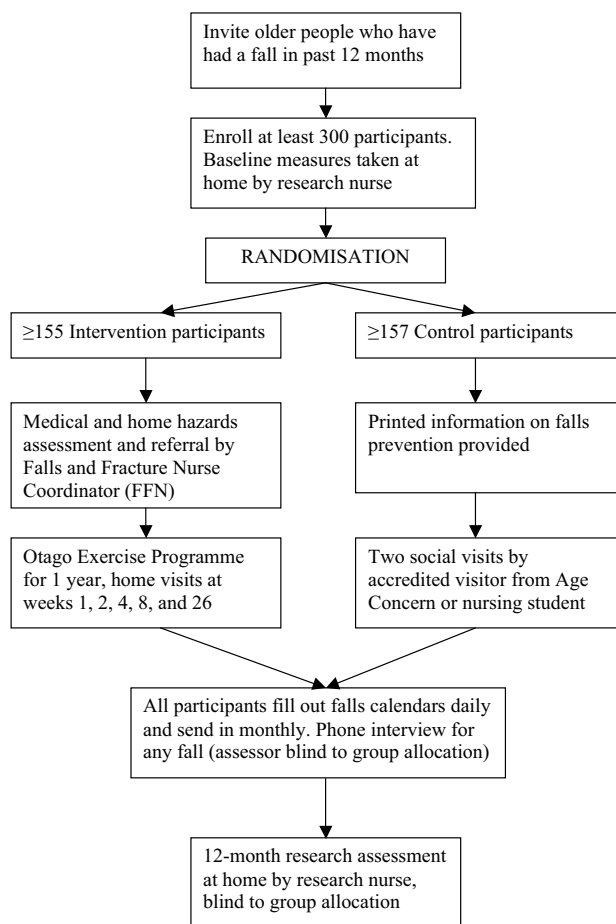 Invite older people who have
had a fall in past 12 months
Enroll at least 300 participants.
Baseline measures taken at
home by research nurse
RANDOMISATION
≥155 Intervention participants
≥157 Control participants
Medical and home hazards
assessment and referral by
Falls and Fracture Nurse
Coordinator (FFN)
Printed information on falls
prevention provided
Otago Exercise Programme
for 1 year, home visits at
weeks 1, 2, 4, 8, and 26
Two social visits by
accredited visitor from Age
Concern or nursing student
All participants fill out falls calendars daily
and send in monthly. Phone interview for
any fall (assessor blind to group allocation)
12-month research assessment
at home by research nurse,
blind to group allocation